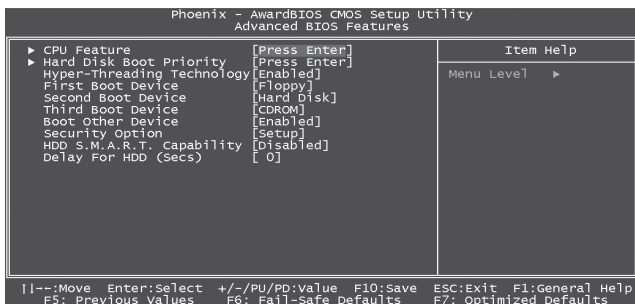 Phoenix - AwardBIOS CMOS Setup Utility
Advanced BIOS Features
▶ CPU Feature [Press Enter]
▶ Hard Disk Boot Priority [Press Enter]
Hyper-Threading Technology[Enabled]
First Boot Device [Floppy]
Second Boot Device [Hard Disk]
Third Boot Device [CDROM]
Boot Other Device [Enabled]
Security Option [Setup]
HDD S.M.A.R.T. Capability [Disabled]
Delay For HDD (Secs) [ 0]
Item Help
Menu Level ▶
↑↓→←:Move Enter:Select +/-/PU/PD:Value F10:Save ESC:Exit F1:General Help
F5: Previous Values F6: Fail-Safe Defaults F7: Optimized Defaults